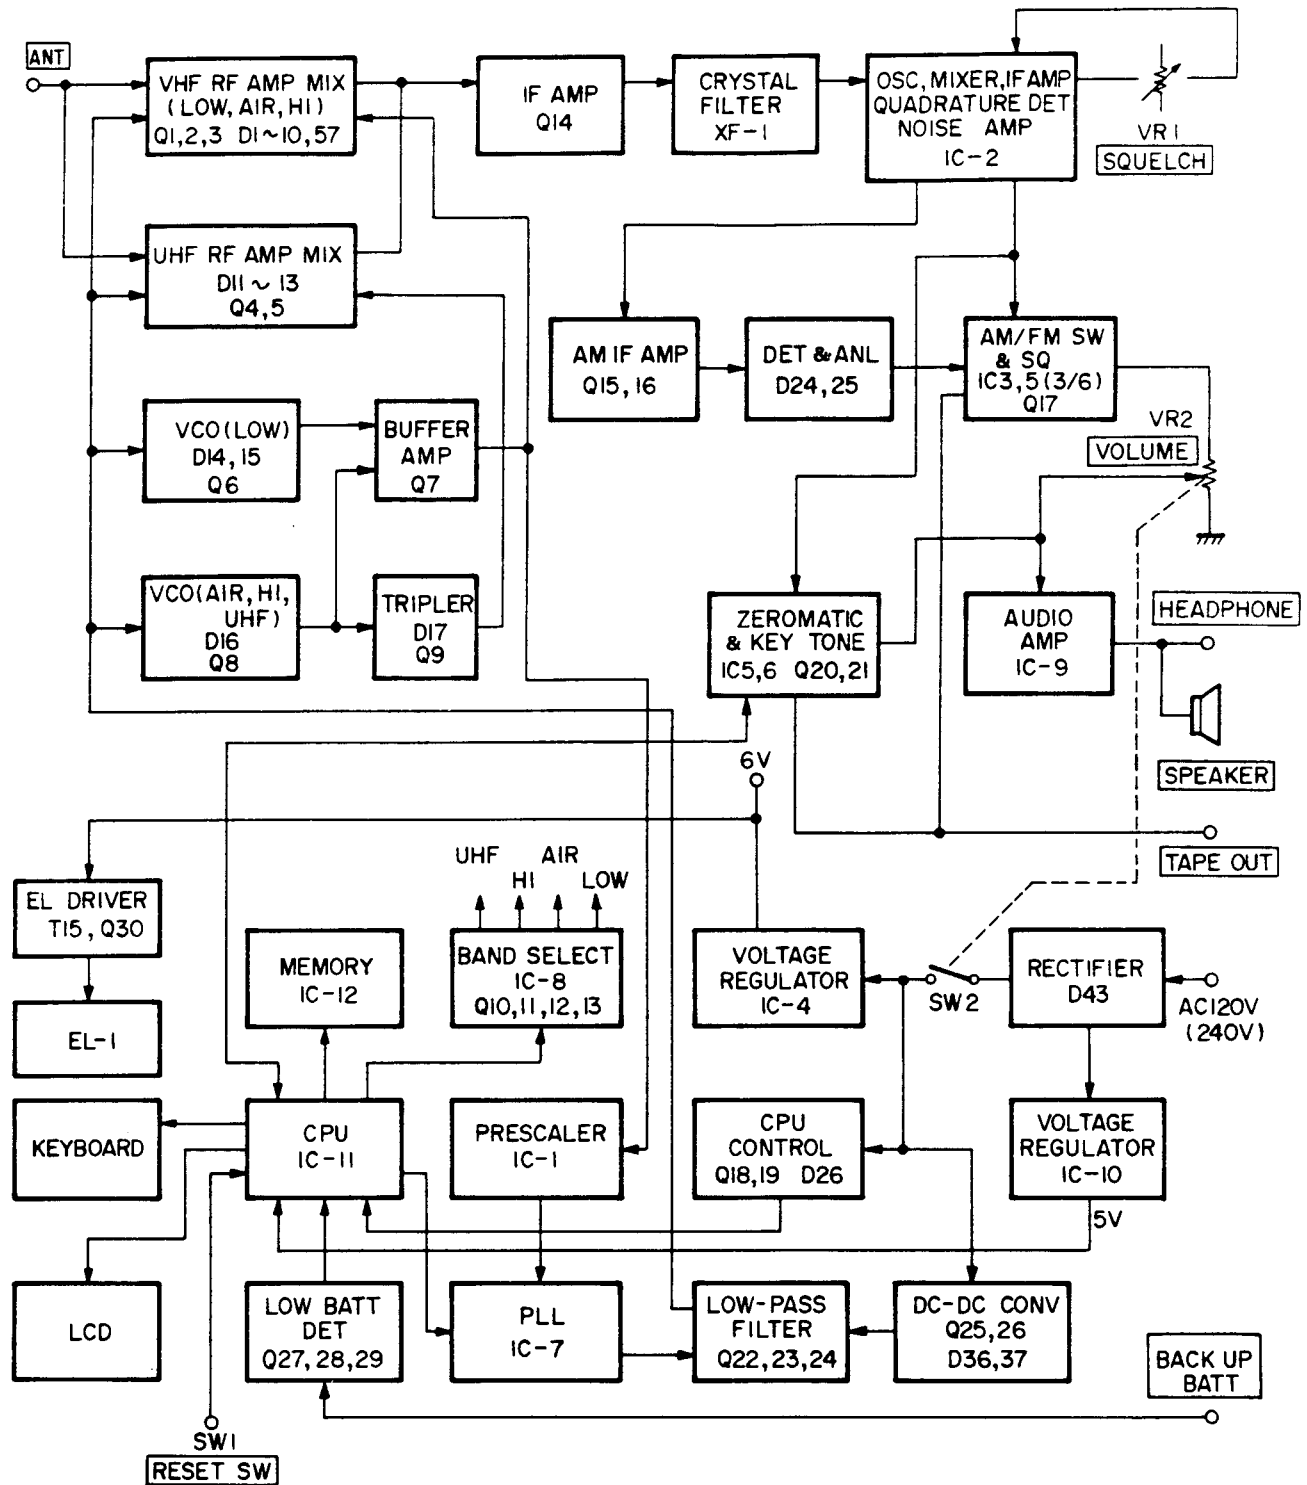 ANT
VHF RF AMP MIX
(LOW, AIR, HI)
Q1,2,3 D1~10,57
IF AMP
Q14
CRYSTAL
FILTER
XF-1
OSC, MIXER, IF AMP
QUADRATURE DET
NOISE AMP
IC-2
VR1
SQUELCH
UHF RF AMP MIX
D11~13
Q4,5
AM IF AMP
Q15,16
DET & ANL
D24,25
AM/FM SW
& SQ
IC3,5(3/6)
Q17
VCO(LOW)
D14,15
Q6
BUFFER
AMP
Q7
VR2
VOLUME
VCO(AIR, HI,
UHF)
D16
Q8
TRIPLER
D17
Q9
ZEROMATIC
& KEY TONE
IC5,6 Q20,21
AUDIO
AMP
IC-9
HEADPHONE
SPEAKER
6V
TAPE OUT
UHF
AIR
HI
LOW
EL DRIVER
T15, Q30
MEMORY
IC-12
BAND SELECT
IC-8
Q10,11,12,13
VOLTAGE
REGULATOR
IC-4
SW2
RECTIFIER
D43
AC120V
(240V)
EL-1
KEYBOARD
CPU
IC-11
PRESCALER
IC-1
CPU
CONTROL
Q18,19 D26
VOLTAGE
REGULATOR
IC-10
5V
LCD
LOW BATT
DET
Q27,28,29
PLL
IC-7
LOW-PASS
FILTER
Q22,23,24
DC-DC CONV
Q25,26
D36,37
BACK UP
BATT
SW1
RESET SW